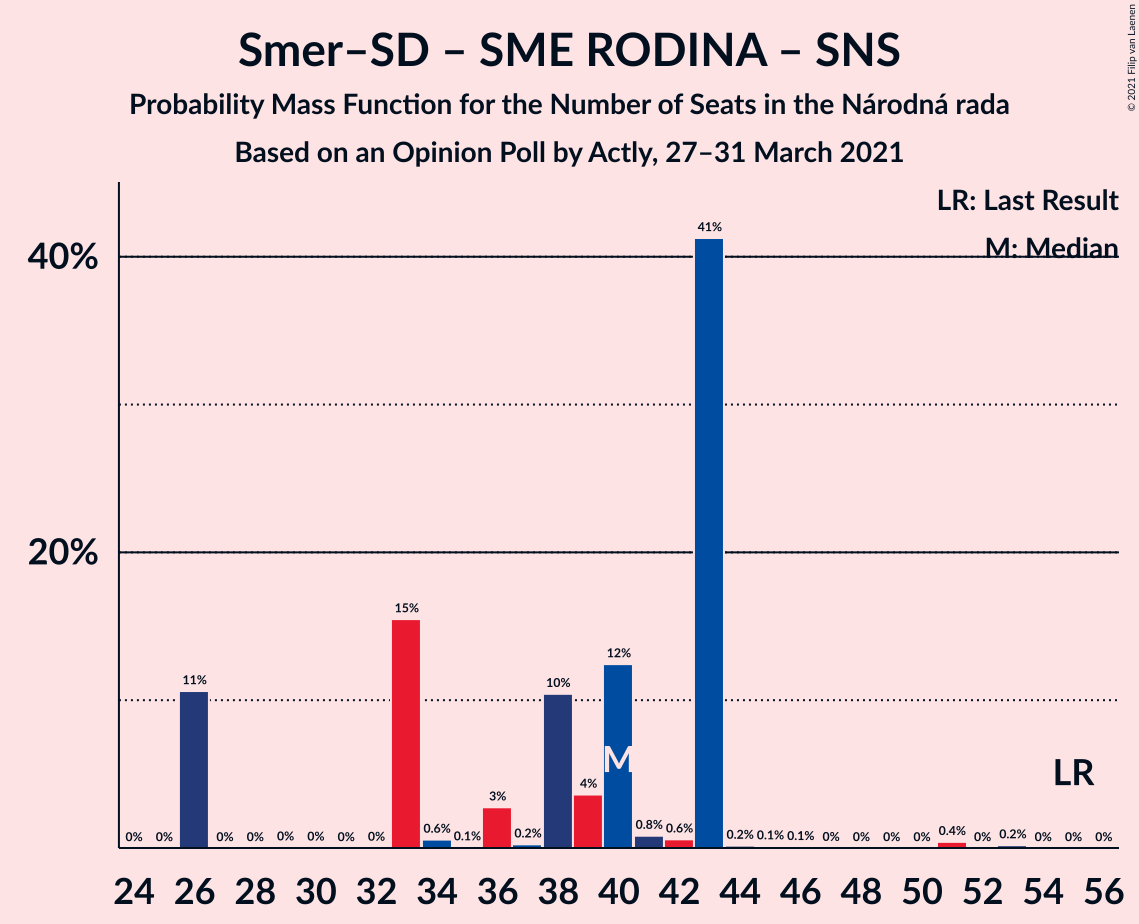 Smer–SD – SME RODINA – SNS
Probability Mass Function for the Number of Seats in the Národná rada
Based on an Opinion Poll by Actly, 27–31 March 2021
© 2021 Filip van Laenen
LR: Last Result
M: Median
40%
20%
0% 0% 11% 0% 0% 0% 0% 0% 0% 15% 0.6% 0.1% 3% 0.2% 10% 4% 12% 0.8% 0.6% 41% 0.2% 0.1% 0.1% 0% 0% 0% 0% 0.4% 0% 0.2% 0% 0% 0%
M
LR
24 26 28 30 32 34 36 38 40 42 44 46 48 50 52 54 56